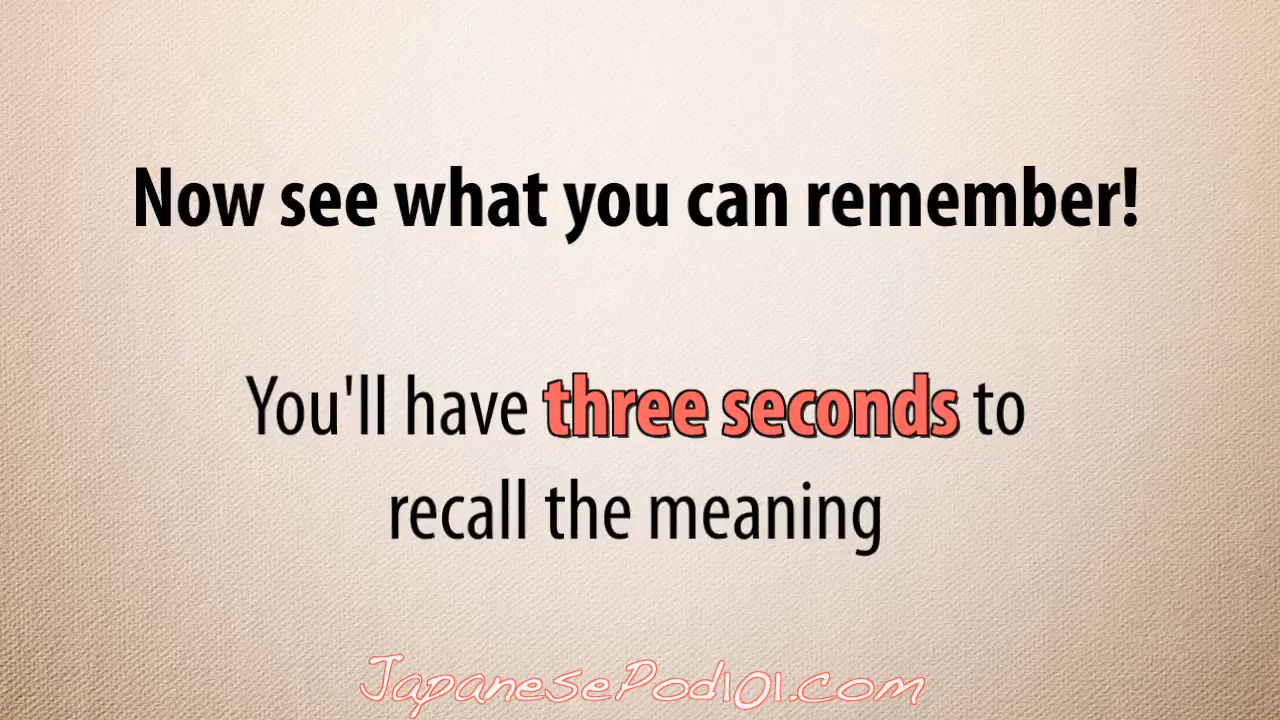 Now see what you can remember!
You'll have three seconds to
recall the meaning
JapanesePod101.com